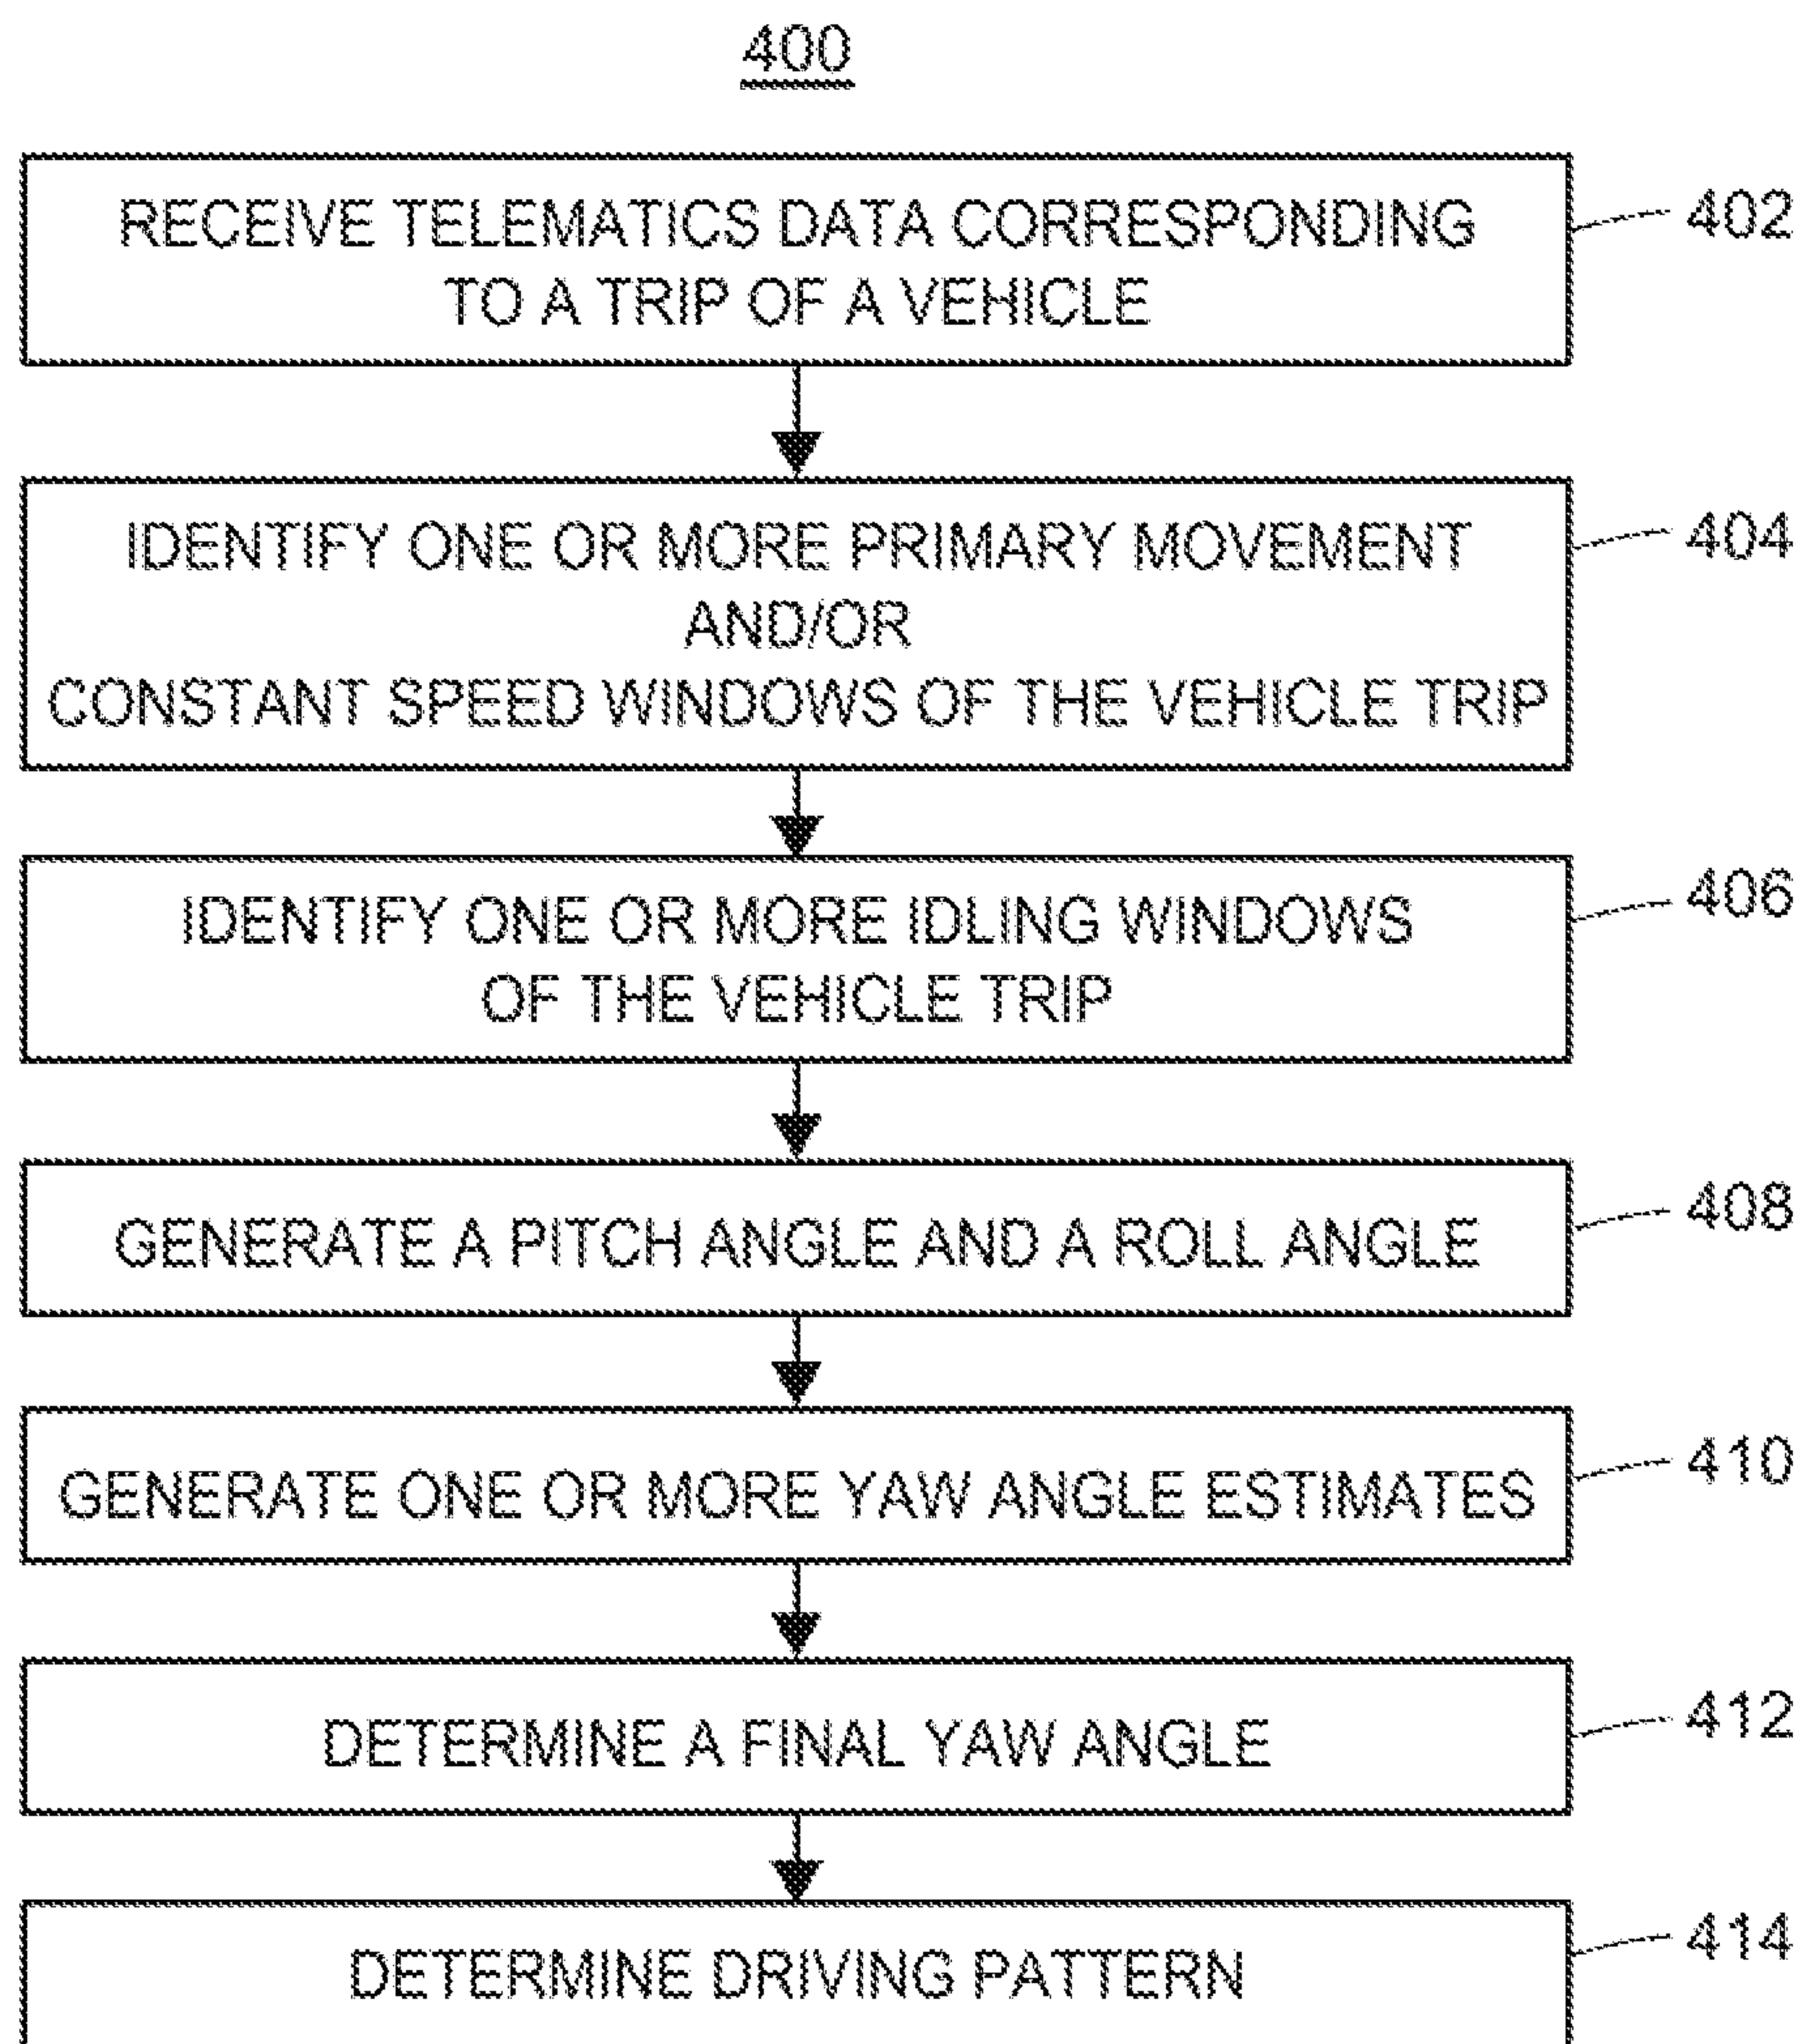 400
RECEIVE TELEMATICS DATA CORRESPONDING
TO A TRIP OF A VEHICLE
402
IDENTIFY ONE OR MORE PRIMARY MOVEMENT
AND/OR
CONSTANT SPEED WINDOWS OF THE VEHICLE TRIP
404
IDENTIFY ONE OR MORE IDLING WINDOWS
OF THE VEHICLE TRIP
406
GENERATE A PITCH ANGLE AND A ROLL ANGLE
408
GENERATE ONE OR MORE YAW ANGLE ESTIMATES
410
DETERMINE A FINAL YAW ANGLE
412
DETERMINE DRIVING PATTERN
414